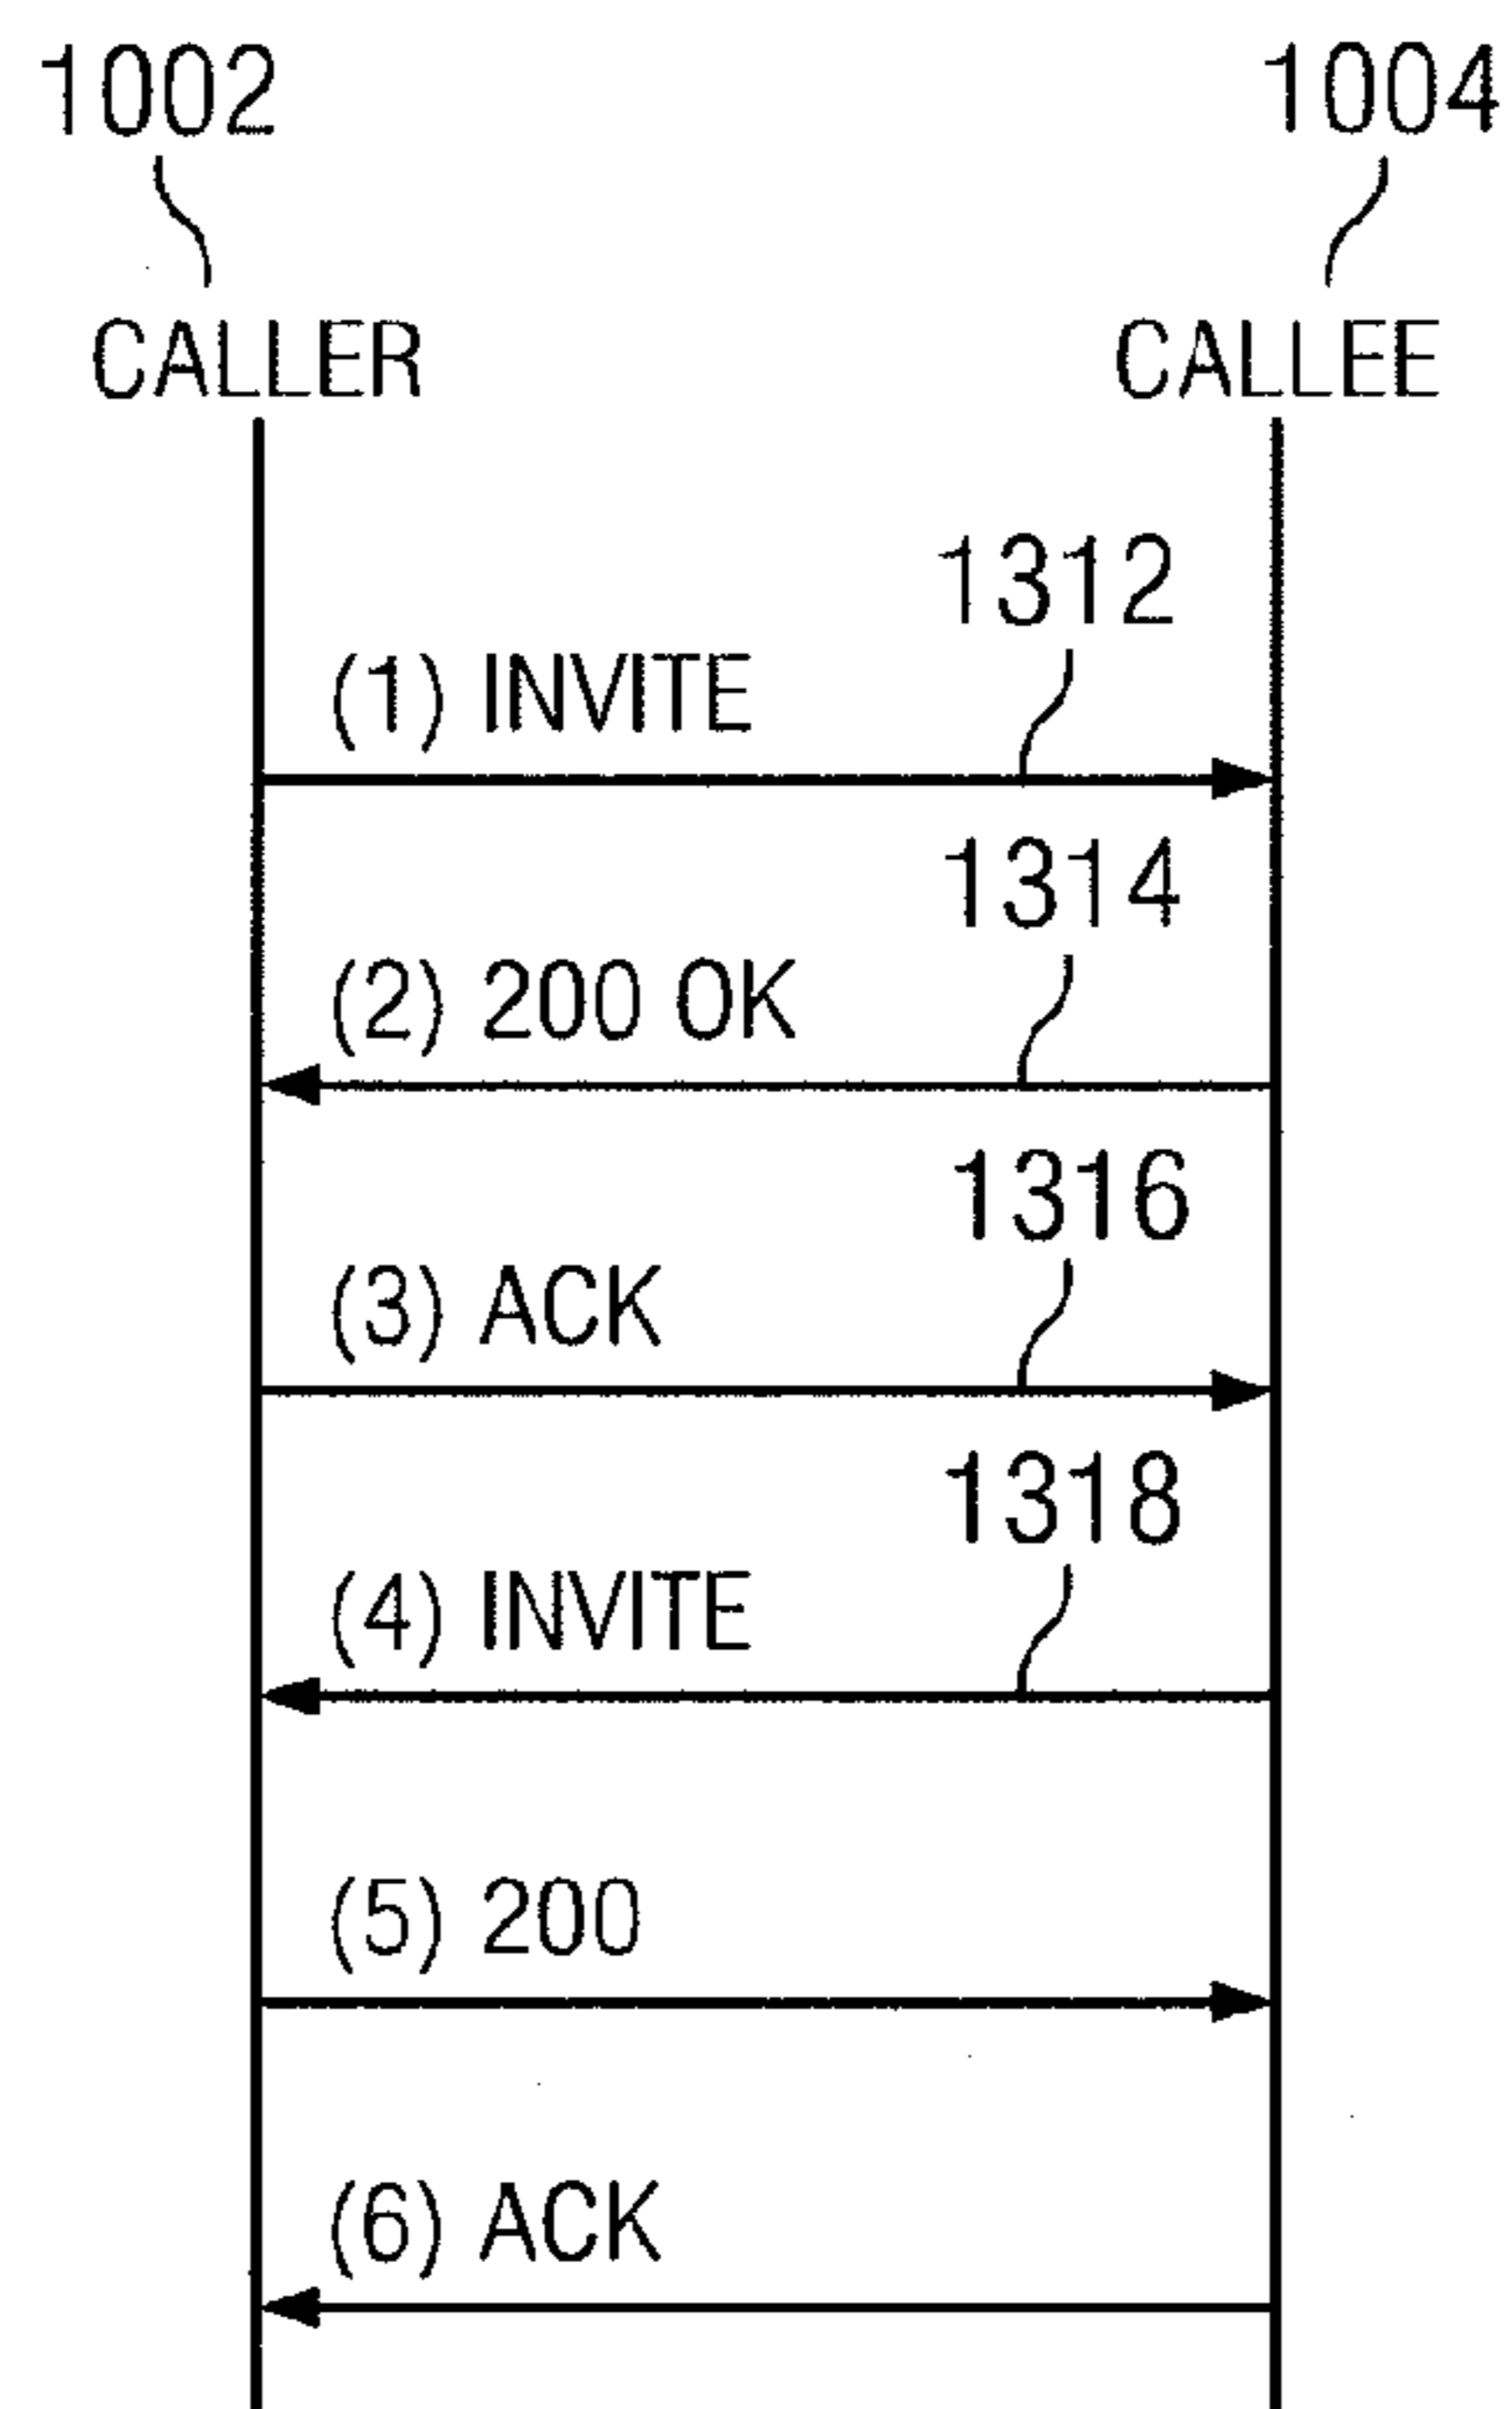 1002 1004
CALLER CALLEE
1312
(1) INVITE
1314
(2) 200 OK
1316
(3) ACK
1318
(4) INVITE
(5) 200
(6) ACK